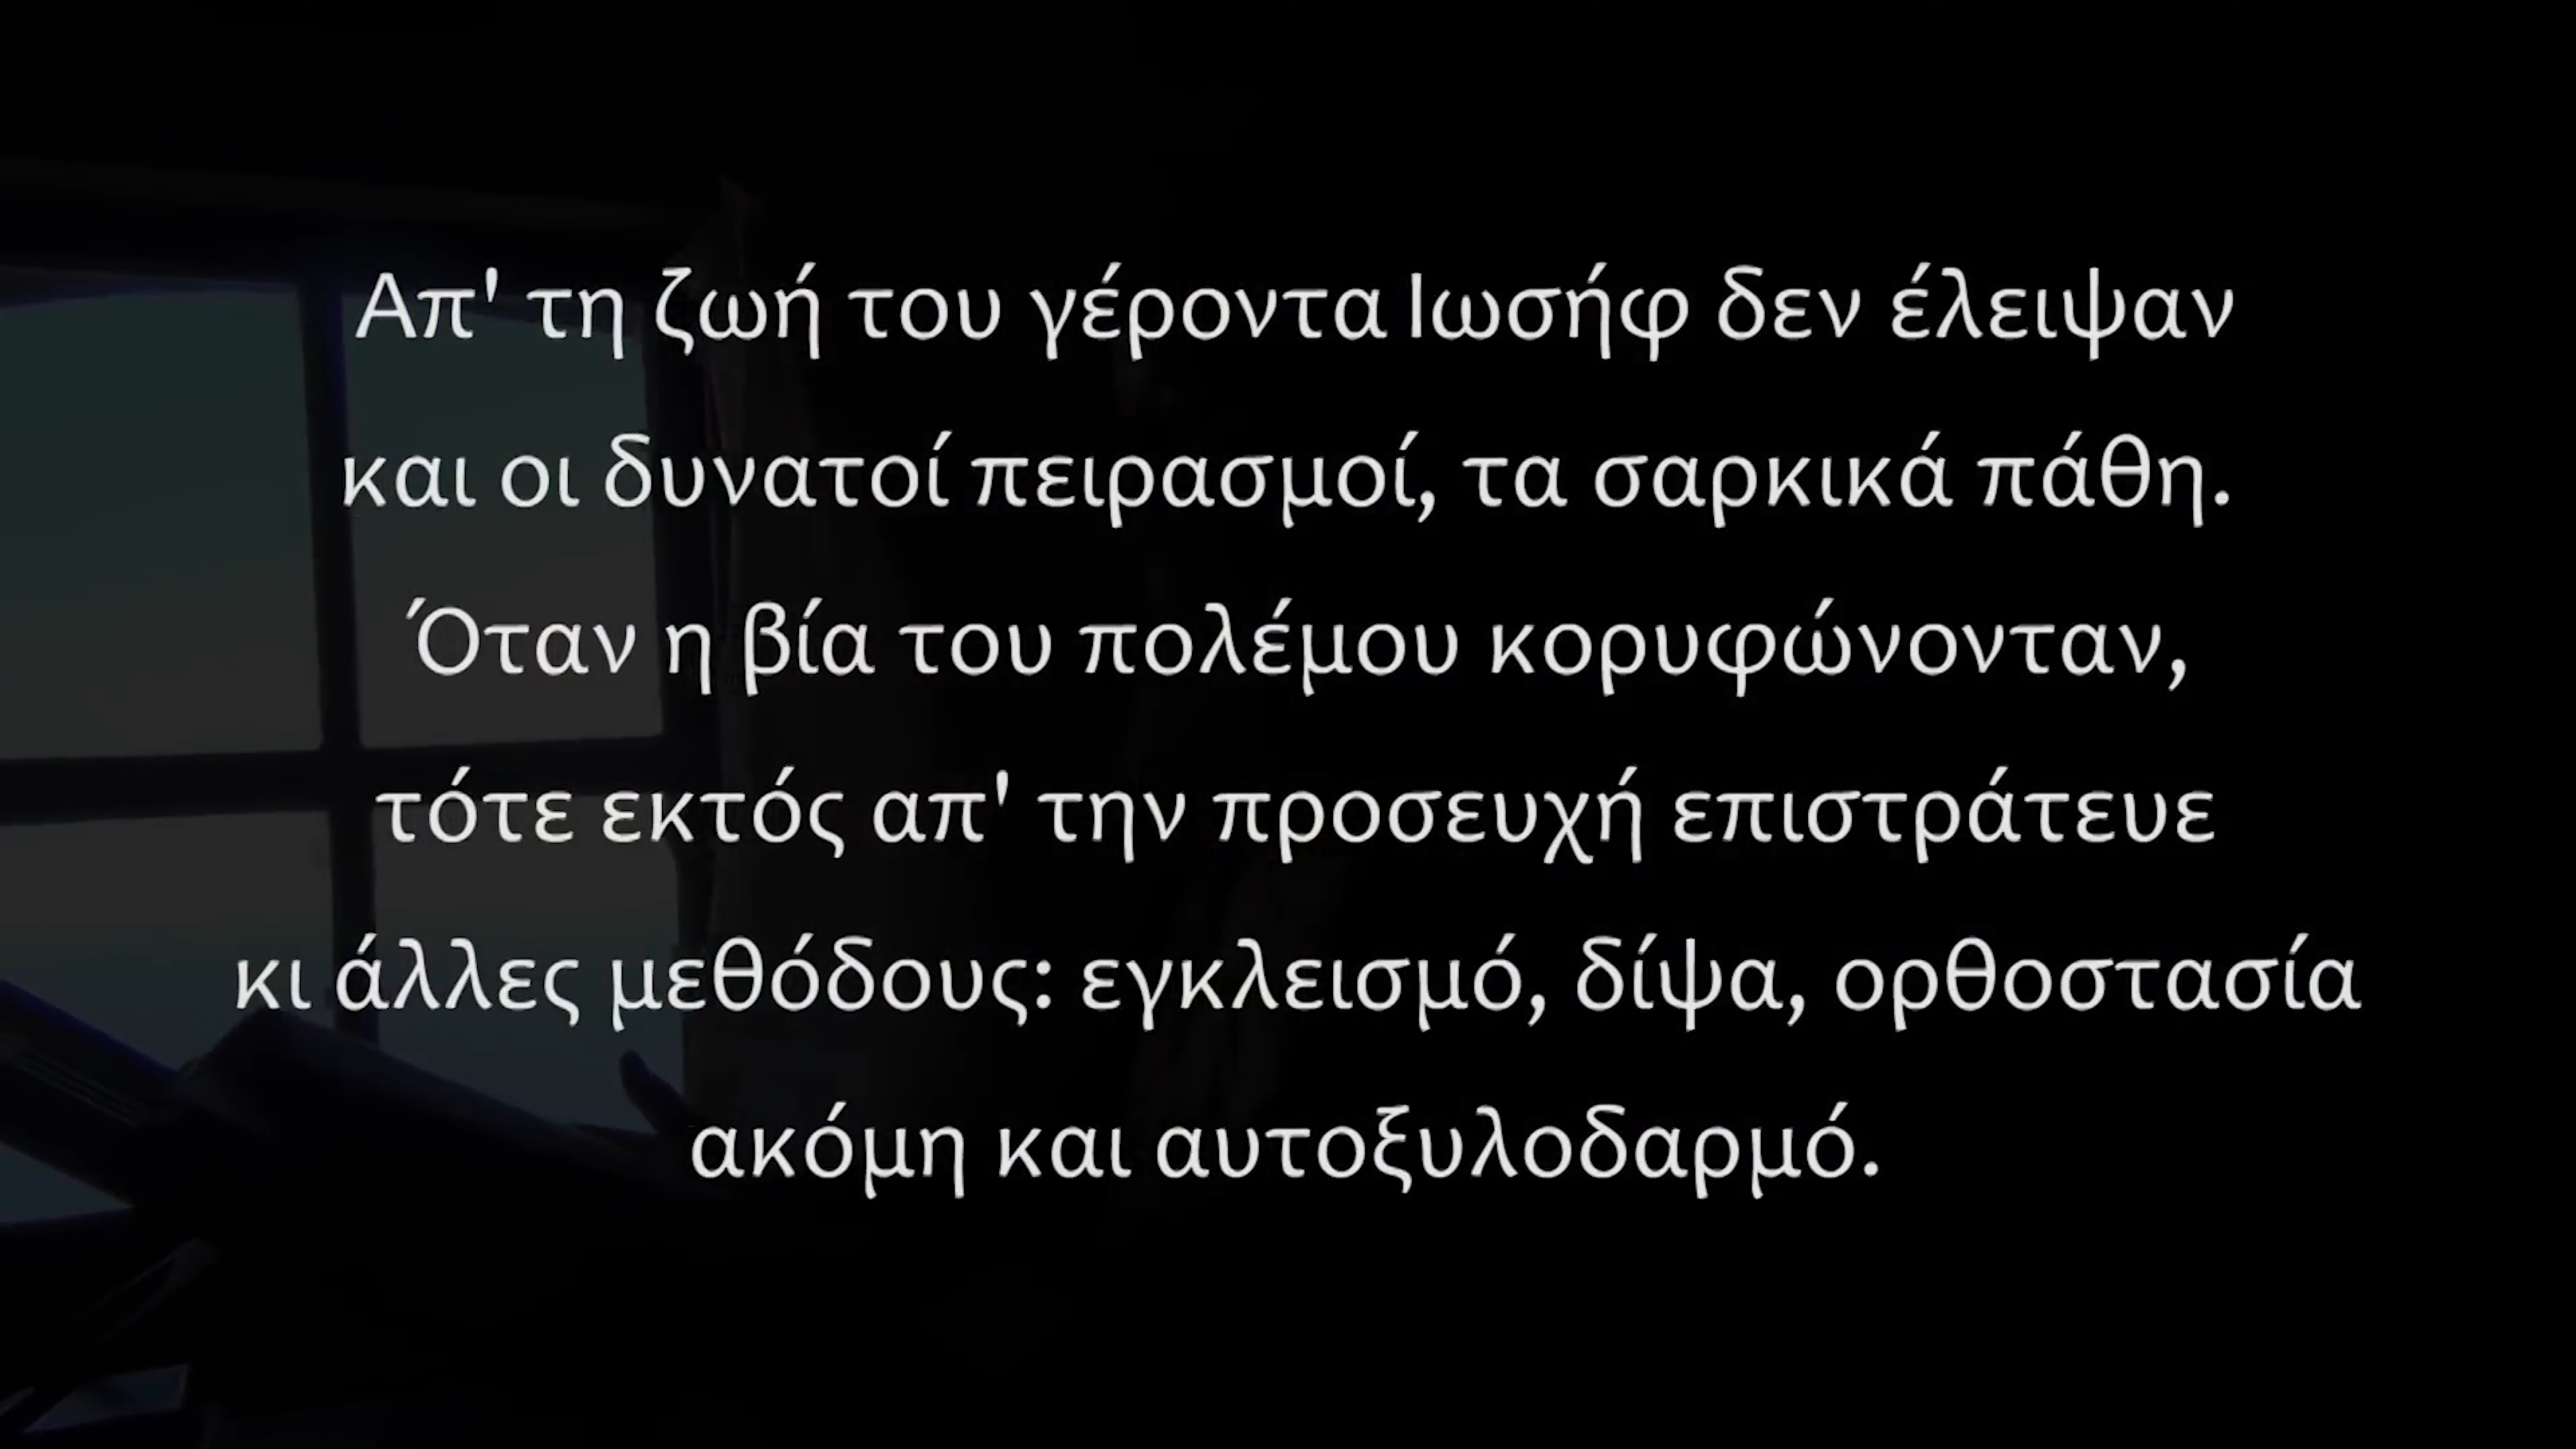 Απ' τη ζωή του γέροντα Ιωσήφ δεν έλειψαν
και οι δυνατοί πειρασμοί, τα σαρκικά πάθη.
Όταν η βία του πολέμου κορυφώνονταν,
τότε εκτός απ' την προσευχή επιστράτευε
κι άλλες μεθόδους: εγκλεισμό, δίψα, ορθοστασία
ακόμη και αυτοξυλοδαρμό.